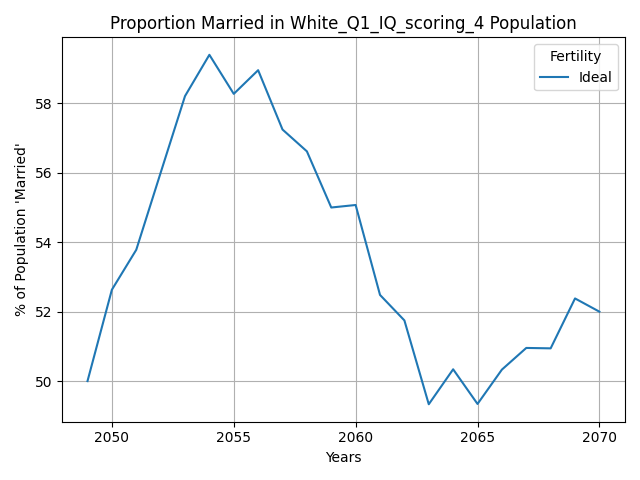 Proportion Married in White_Q1_IQ_scoring_4 Population
Fertility
Ideal
% of Population 'Married'
58
56
54
52
50
2050 2055 2060 2065 2070
Years